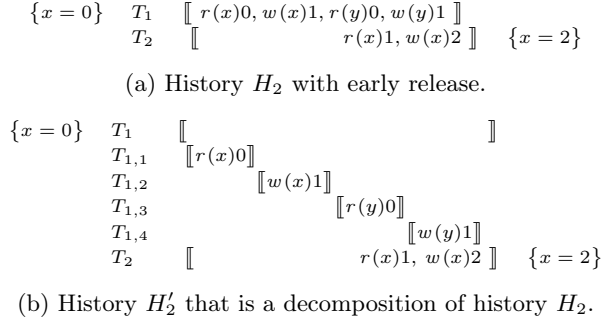 {x = 0} T₁ ⟦ r(x)0, w(x)1, r(y)0, w(y)1 ⟧
T₂ ⟦ r(x)1, w(x)2 ⟧ {x = 2}
(a) History H₂ with early release.
{x = 0} T₁ ⟦ ⟧
T₁,₁ ⟦r(x)0⟧
T₁,₂ ⟦w(x)1⟧
T₁,₃ ⟦r(y)0⟧
T₁,₄ ⟦w(y)1⟧
T₂ ⟦ r(x)1, w(x)2 ⟧ {x = 2}
(b) History H₂′ that is a decomposition of history H₂.